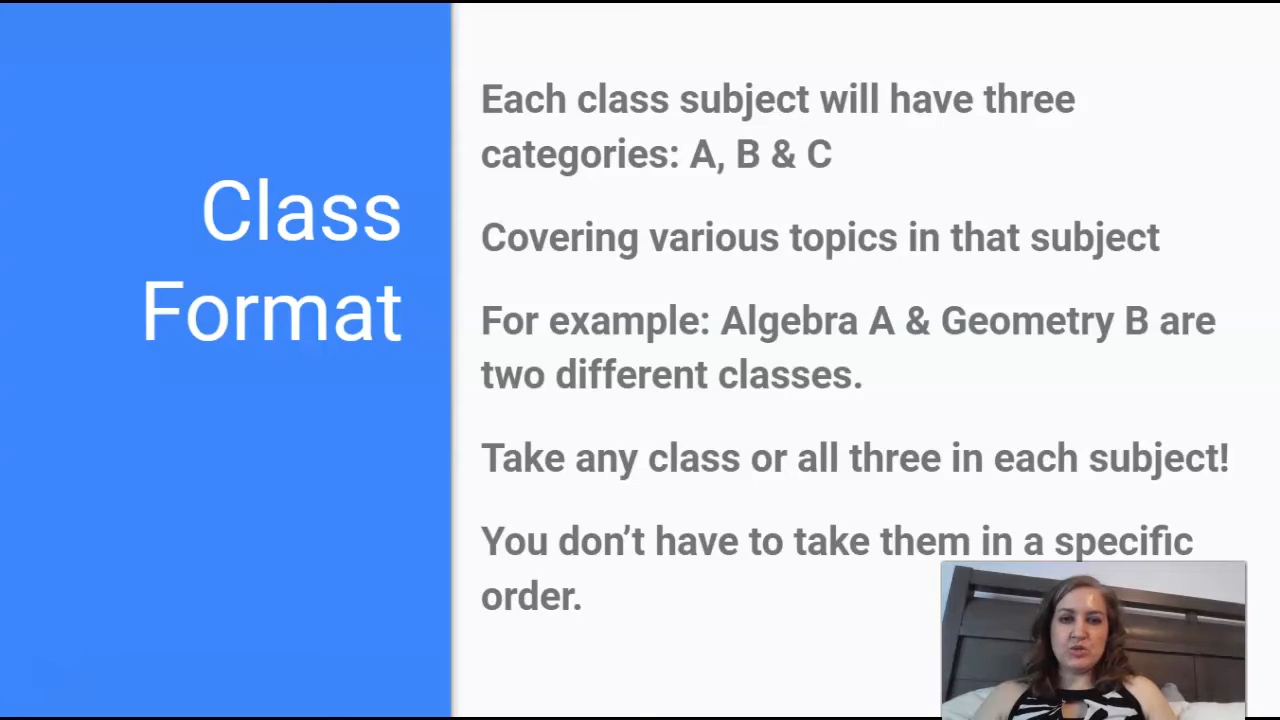 Class
Format
Each class subject will have three
categories: A, B & C
Covering various topics in that subject
For example: Algebra A & Geometry B are
two different classes.
Take any class or all three in each subject!
You don’t have to take them in a specific
order.